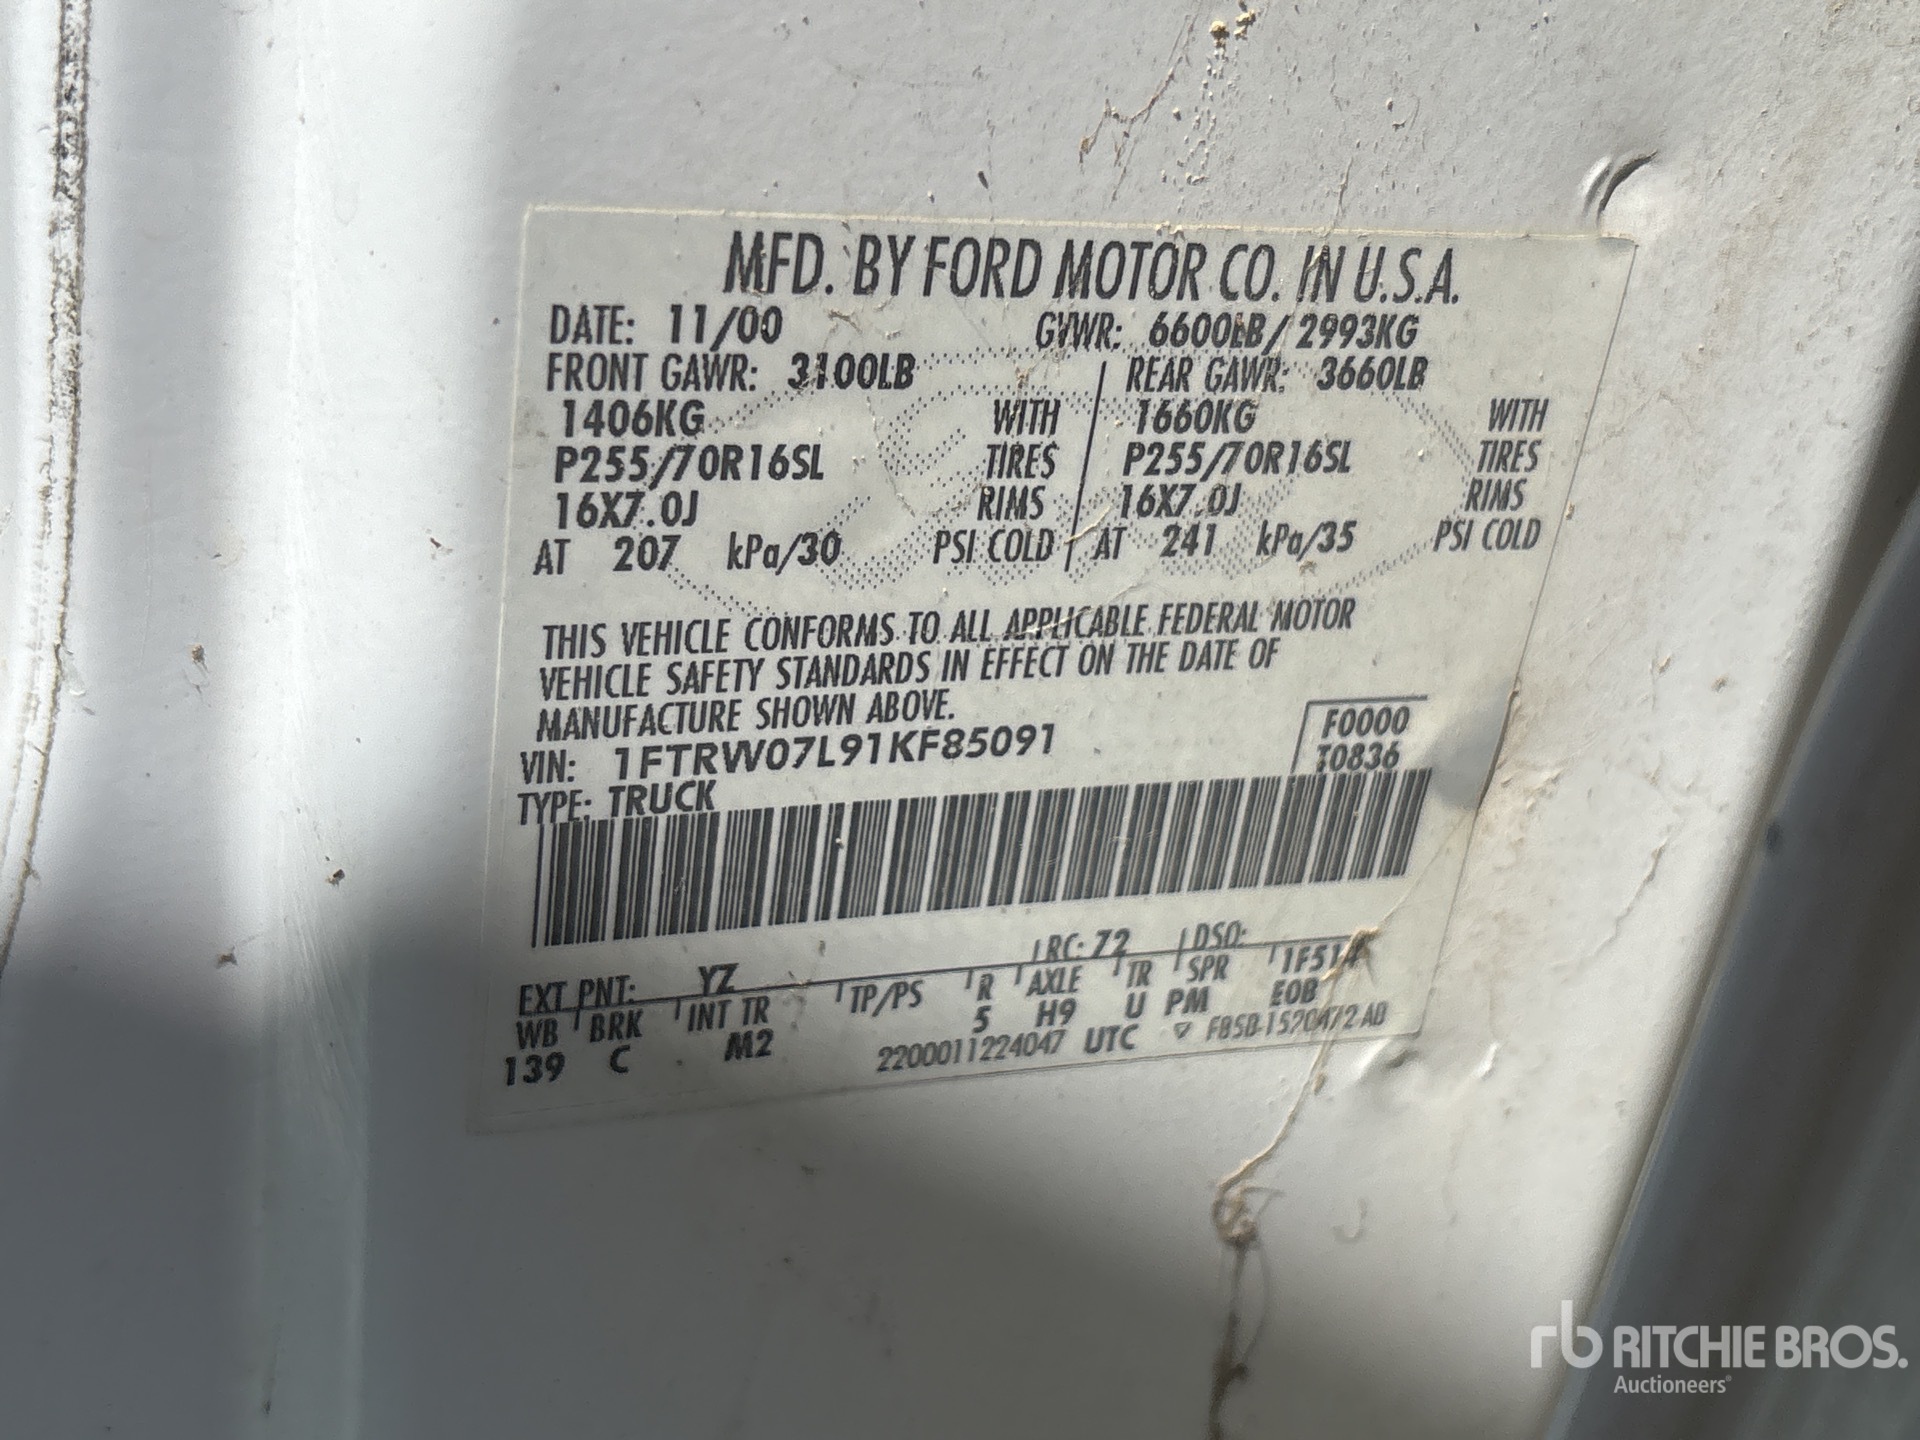 MFD. BY FORD MOTOR CO. IN U.S.A.
DATE: 11/00 GVWR: 6600LB/ 2993KG
FRONT GAWR: 3100LB REAR GAWR: 3660LB
1406KG WITH 1660KG WITH
P255/70R16SL TIRES P255/70R16SL TIRES
16X7.0J RIMS 16X7.0J RIMS
AT 207 kPa/30 PSI COLD AT 241 kPa/35 PSI COLD
THIS VEHICLE CONFORMS TO ALL APPLICABLE FEDERAL MOTOR
VEHICLE SAFETY STANDARDS IN EFFECT ON THE DATE OF
MANUFACTURE SHOWN ABOVE.
F0000
VIN: 1FTRW07L91KF85091
T0836
TYPE: TRUCK
EXT PNT: YZ RC: 72 DSO:
WB BRK INT TR TP/PS R AXLE TR SPR
139 C M2 5 H9 U PM E0B
2200011224047 UTC
rb RITCHIE BROS.
Auctioneers